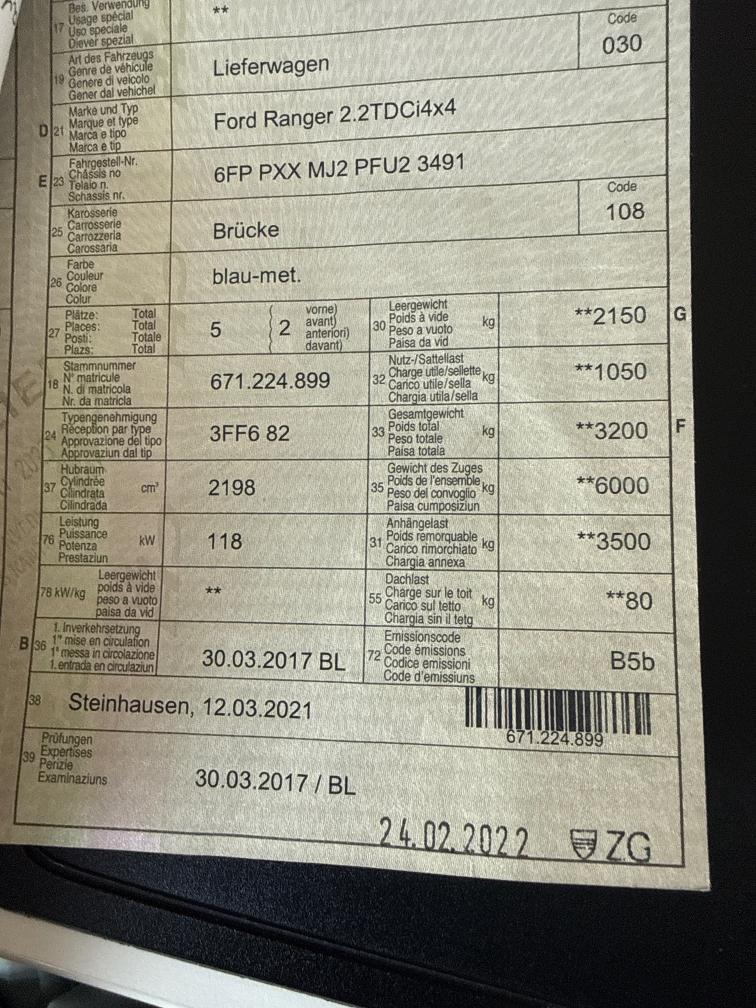 Bes. Verwendung
17 Usage spécial **
Uso speciale
Diever spezial
Code
Art des Fahrzeugs
19 Genre de véhicule Lieferwagen 030
Genere di veicolo
Gener dal vehichel
Marke und Typ
D 21 Marque et type Ford Ranger 2.2TDCi4x4
Marca e tipo
Marca e tip
Fahrgestell-Nr.
E 23 Châssis no 6FP PXX MJ2 PFU2 3491
Telaio n.
Schassis nr.
Code
Karosserie
25 Carrosserie Brücke 108
Carrozzeria
Carossaria
Farbe
26 Couleur blau-met.
Colore
Colur
27 Plätze: Total 5 (2 vorne) 
Places: Total avant)
Posti: Totale anteriori)
Plazs: Total davant)
30 Leergewicht kg **2150 G
Poids à vide
Peso a vuoto
Paisa da vid
18 Stammnummer 671.224.899
N° matricule
N. di matricola
Nr. da matricla
32 Nutz-/Sattellast kg **1050
Charge utile/sellette
Carico utile/sella
Chargia utila/sella
24 Typengenehmigung 3FF6 82
Réception par type
Approvazione del tipo
Approvaziun dal tip
33 Gesamtgewicht kg **3200 F
Poids total
Peso totale
Paisa totala
37 Hubraum cm³ 2198
Cylindrée
Cilindrata
Cilindrada
35 Gewicht des Zuges kg **6000
Poids de l'ensemble
Peso del convoglio
Paisa cumposiziun
76 Leistung kW 118
Puissance
Potenza
Prestaziun
31 Anhängelast kg **3500
Poids remorquable
Carico rimorchiato
Chargia annexa
78 kW/kg Leergewicht **
poids à vide
peso a vuoto
paisa da vid
55 Dachlast kg **80
Charge sur le toit
Carico sul tetto
Chargia sin il tetg
B 36 1. Inverkehrsetzung 30.03.2017 BL
1re mise en circulation
1a messa in circolazione
1. entrada en circulaziun
72 Emissionscode B5b
Code émissions
Codice emissioni
Code d'emissiuns
38 Steinhausen, 12.03.2021
671.224.899
39 Prüfungen
Expertises
Perizie
Examinaziuns
30.03.2017 / BL
24.02.2022 ZG